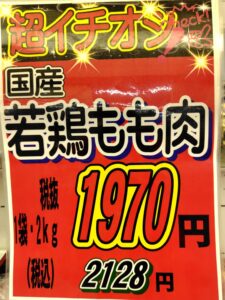 超イチオシ
国産
若鶏もも肉
税抜
1袋・2kg
1970円
(税込)
2128円